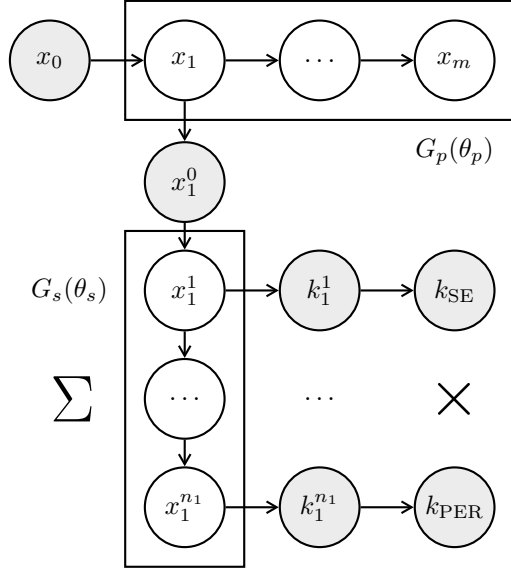 x_0 x_1 ⋯ x_m
G_p(θ_p)
x_1^0
G_s(θ_s) x_1^1 k_1^1 k_SE
∑ ⋯ ⋯ ×
x_1^{n_1} k_1^{n_1} k_PER